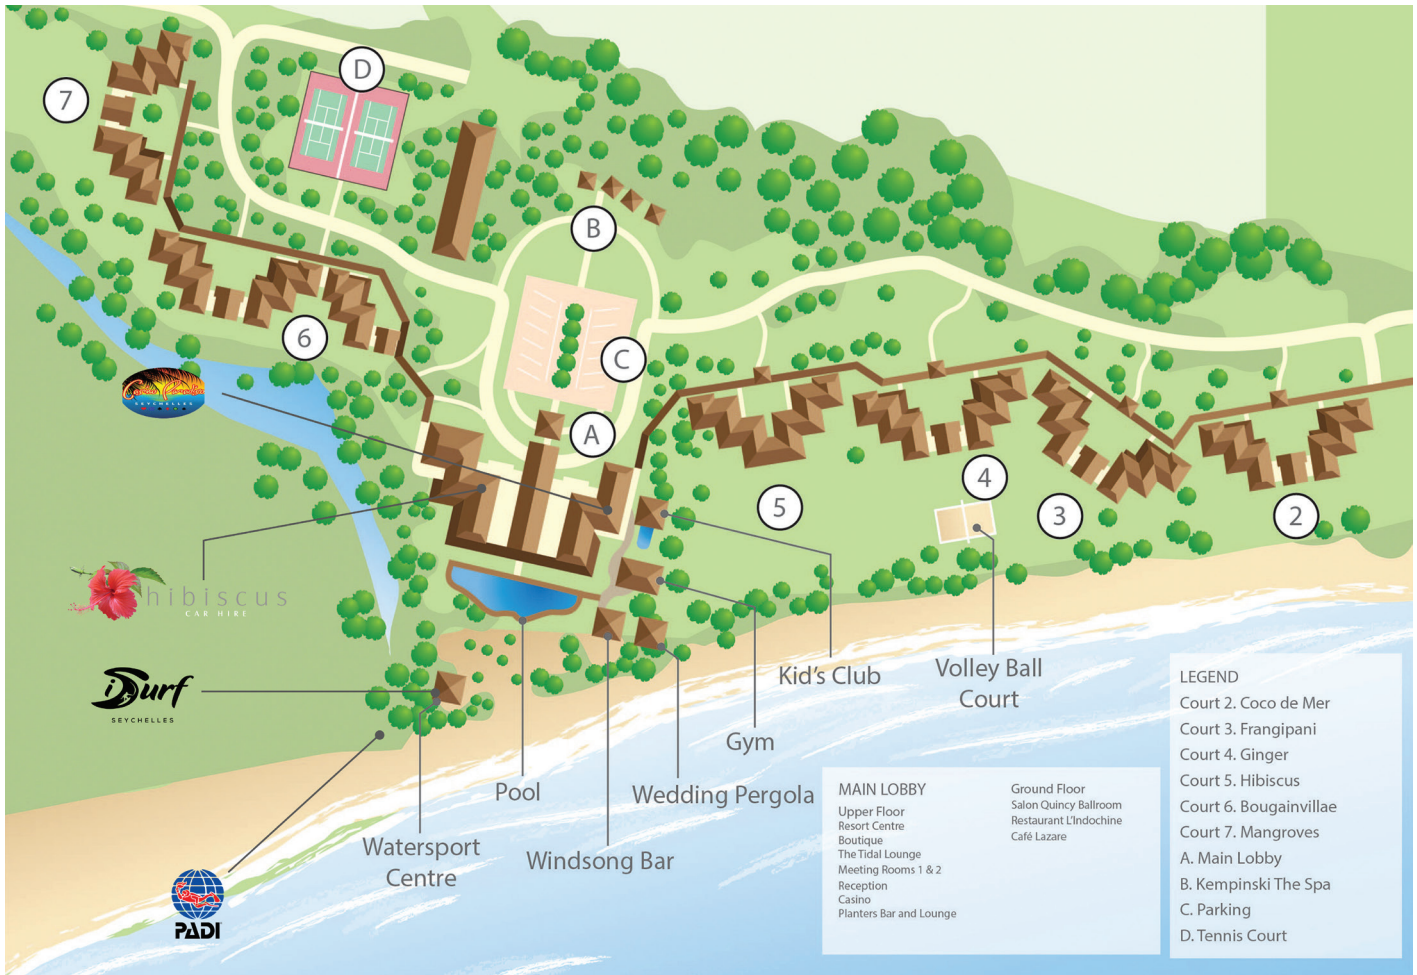 D
7
B
6
C
A
SEYCHELLES
5
4
3
2
hibiscus
CAR HIRE
iSurf
SEYCHELLES
Kid's Club
Volley Ball
Court
Gym
Pool
Wedding Pergola
Watersport
Centre
Windsong Bar
PADI
MAIN LOBBY
Upper Floor
Resort Centre
Boutique
The Tidal Lounge
Meeting Rooms 1 & 2
Reception
Casino
Planters Bar and Lounge
Ground Floor
Salon Quincy Ballroom
Restaurant L'Indochine
Café Lazare
LEGEND
Court 2. Coco de Mer
Court 3. Frangipani
Court 4. Ginger
Court 5. Hibiscus
Court 6. Bougainvillae
Court 7. Mangroves
A. Main Lobby
B. Kempinski The Spa
C. Parking
D. Tennis Court